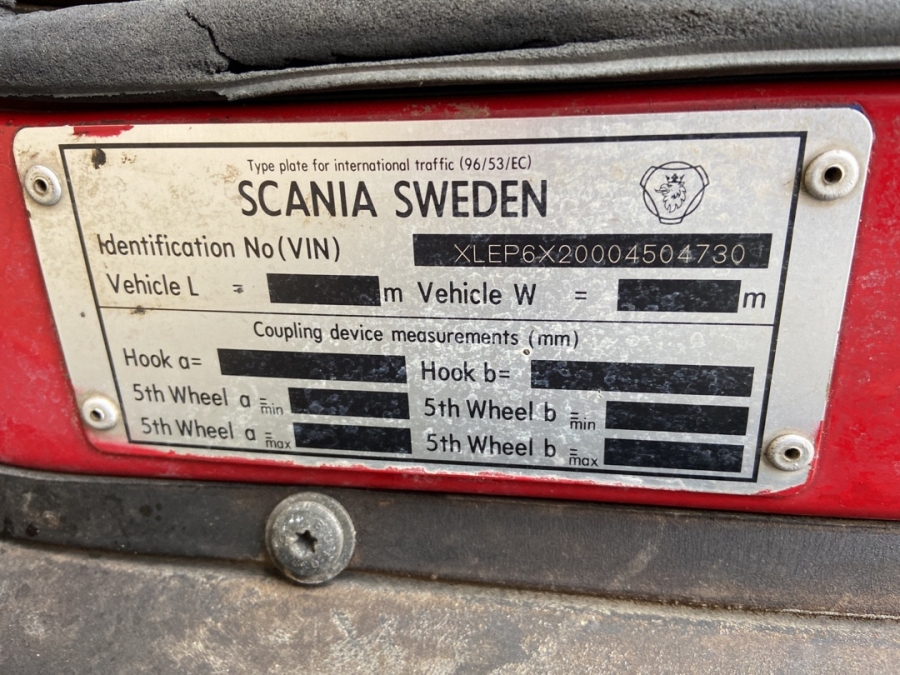 Type plate for international traffic (96/53/EC)
SCANIA SWEDEN
Identification No (VIN) XLEP6X20004504730
Vehicle L = m Vehicle W = m
Coupling device measurements (mm)
Hook a= Hook b=
5th Wheel a = min 5th Wheel b = min
5th Wheel a = max 5th Wheel b = max